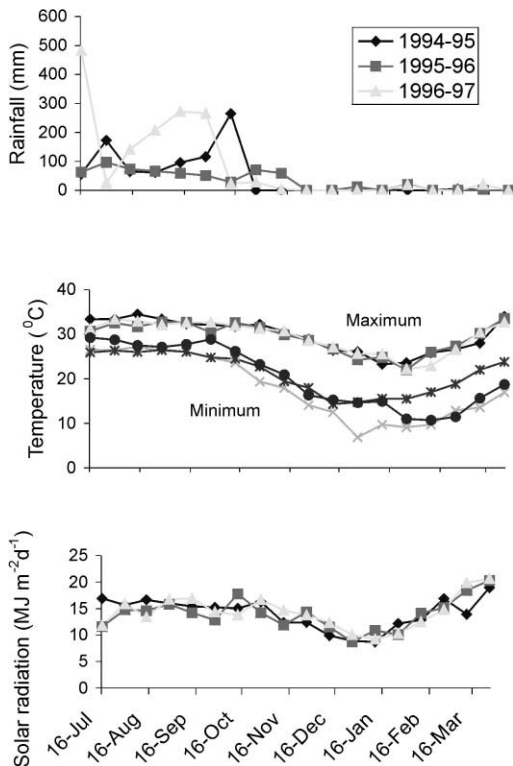 Rainfall (mm)
600
500
400
300
200
100
0
1994-95
1995-96
1996-97
Temperature (⁰C)
40
30
20
10
0
Maximum
Minimum
Solar radiation (MJ m⁻²d⁻¹)
25
20
15
10
5
0
16-Jul
16-Aug
16-Sep
16-Oct
16-Nov
16-Dec
16-Jan
16-Feb
16-Mar